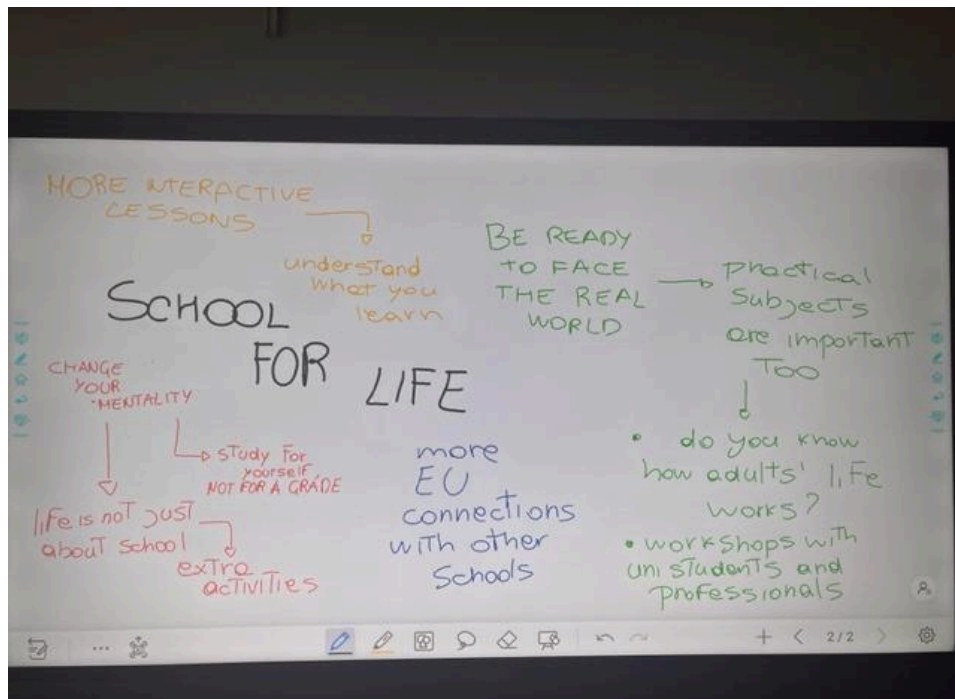 MORE INTERACTIVE
LESSONS
understand
what you
learn
SCHOOL
FOR
LIFE
BE READY
TO FACE
THE REAL
WORLD
practical
subjects
are important
TOO
• do you know
how adults' life
works?
• workshops with
uni students and
professionals
CHANGE
YOUR
MENTALITY
study for
yourself
NOT FOR A GRADE
life is not just
about school
extra
activities
more
EU
connections
with other
schools
2/2